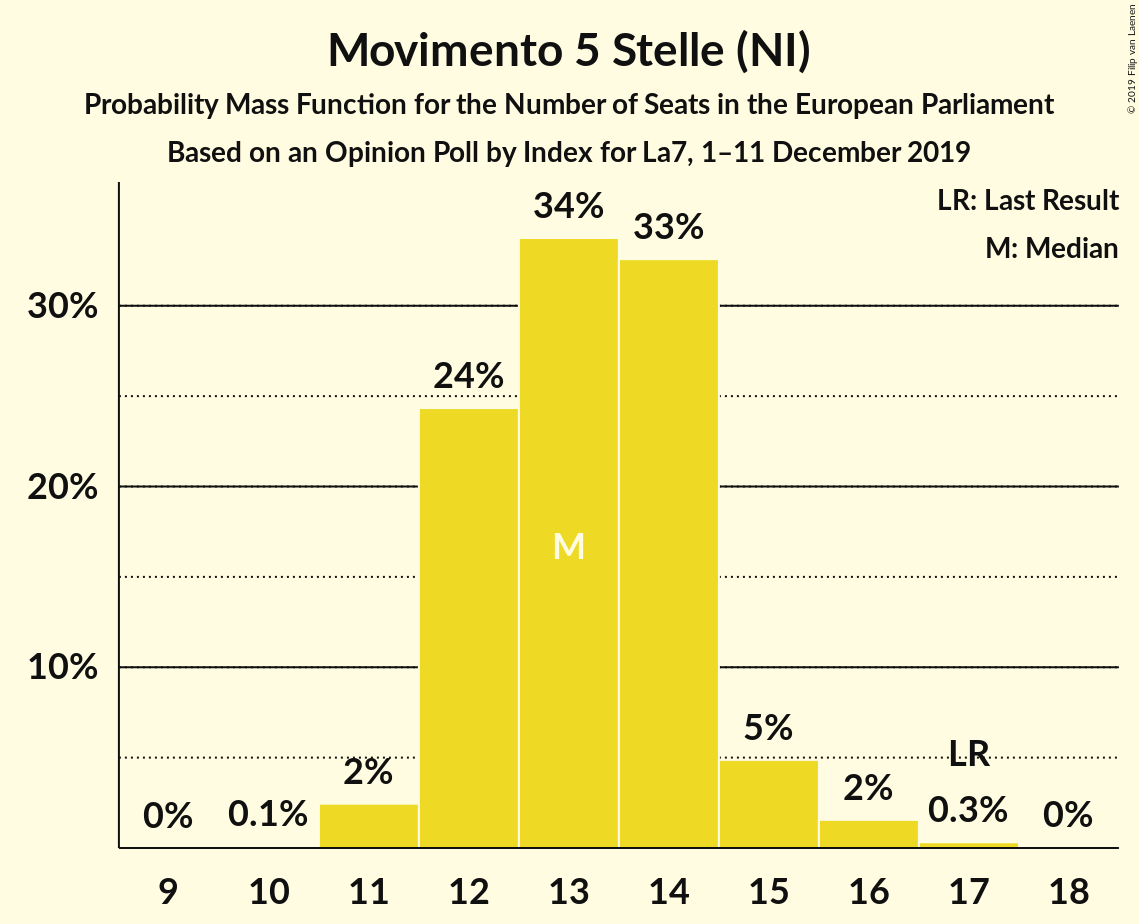 Movimento 5 Stelle (NI)
Probability Mass Function for the Number of Seats in the European Parliament
Based on an Opinion Poll by Index for La7, 1–11 December 2019
© 2019 Filip van Laenen
LR: Last Result
M: Median
30%
20%
10%
0%
0.1%
2%
24%
34%
33%
5%
2%
LR
0.3%
0%
M
9 10 11 12 13 14 15 16 17 18